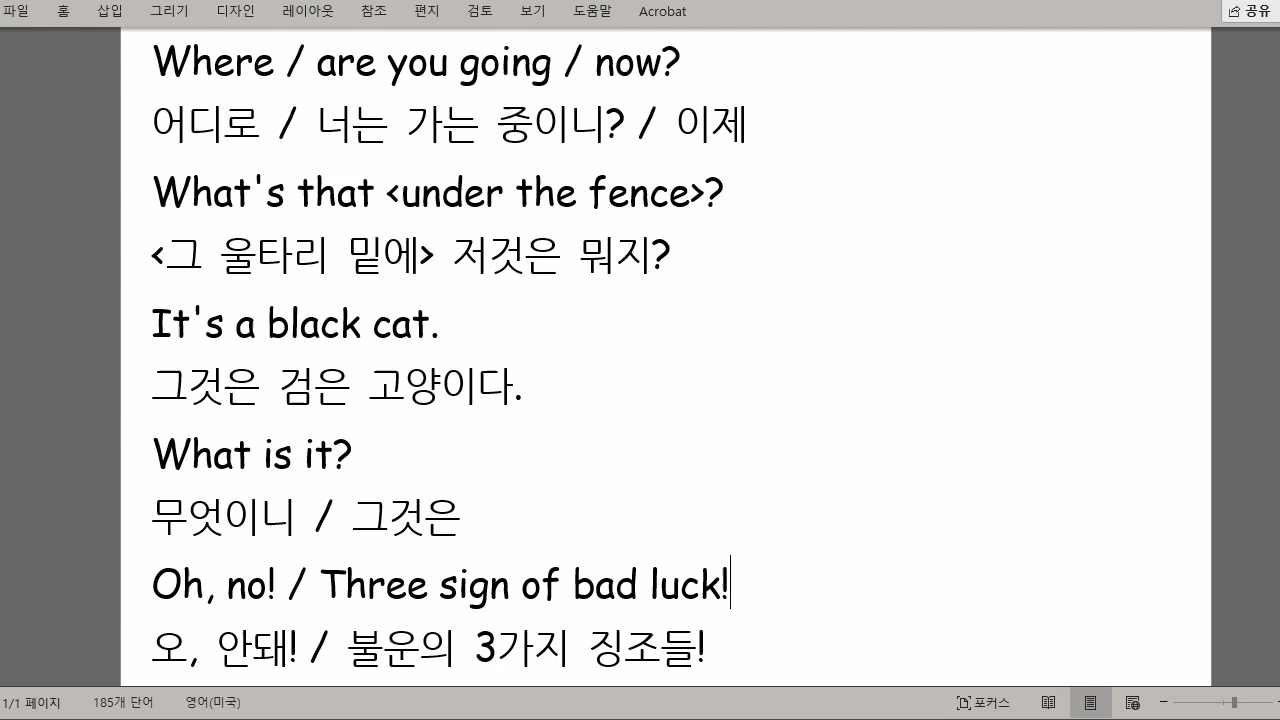 파일 홈 삽입 그리기 디자인 레이아웃 참조 편지 검토 보기 도움말 Acrobat 공유
Where / are you going / now?
어디로 / 너는 가는 중이니? / 이제
What's that <under the fence>?
<그 울타리 밑에> 저것은 뭐지?
It's a black cat.
그것은 검은 고양이다.
What is it?
무엇이니 / 그것은
Oh, no! / Three sign of bad luck!
오, 안돼! / 불운의 3가지 징조들!
1/1 페이지 185개 단어 영어(미국) 포커스